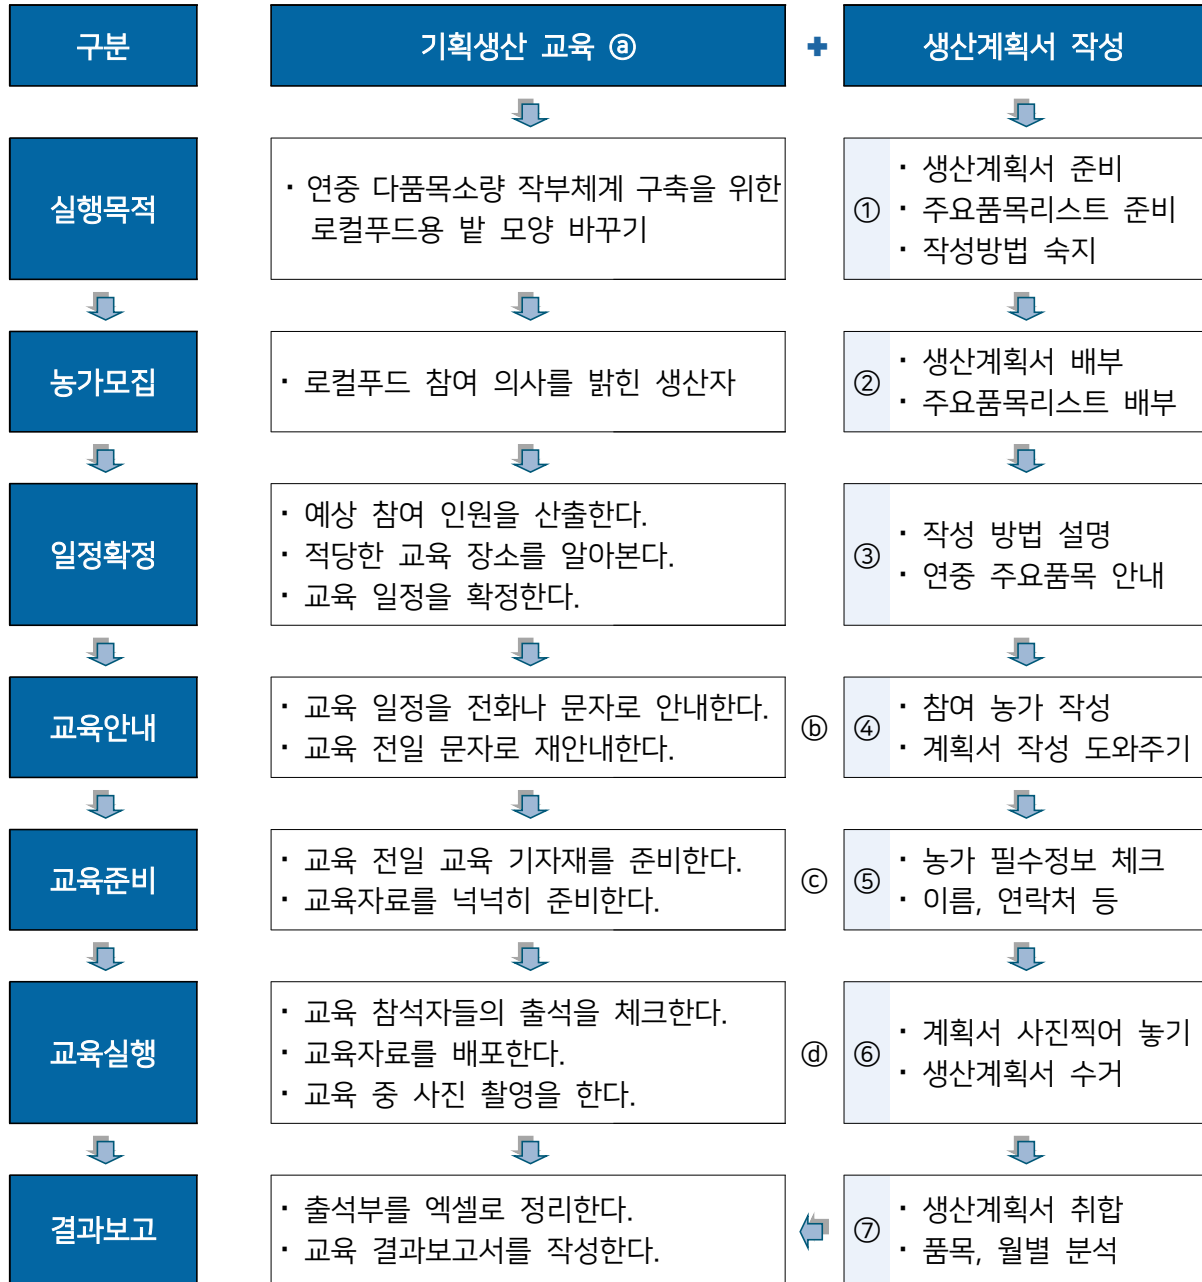 구분
기획생산 교육 ⓐ
+
생산계획서 작성
실행목적
· 연중 다품목소량 작부체계 구축을 위한
로컬푸드용 밭 모양 바꾸기
①
· 생산계획서 준비
· 주요품목리스트 준비
· 작성방법 숙지
농가모집
· 로컬푸드 참여 의사를 밝힌 생산자
②
· 생산계획서 배부
· 주요품목리스트 배부
일정확정
· 예상 참여 인원을 산출한다.
· 적당한 교육 장소를 알아본다.
· 교육 일정을 확정한다.
③
· 작성 방법 설명
· 연중 주요품목 안내
교육안내
· 교육 일정을 전화나 문자로 안내한다.
· 교육 전일 문자로 재안내한다.
ⓑ
④
· 참여 농가 작성
· 계획서 작성 도와주기
교육준비
· 교육 전일 교육 기자재를 준비한다.
· 교육자료를 넉넉히 준비한다.
ⓒ
⑤
· 농가 필수정보 체크
· 이름, 연락처 등
교육실행
· 교육 참석자들의 출석을 체크한다.
· 교육자료를 배포한다.
· 교육 중 사진 촬영을 한다.
ⓓ
⑥
· 계획서 사진찍어 놓기
· 생산계획서 수거
결과보고
· 출석부를 엑셀로 정리한다.
· 교육 결과보고서를 작성한다.
⑦
· 생산계획서 취합
· 품목, 월별 분석